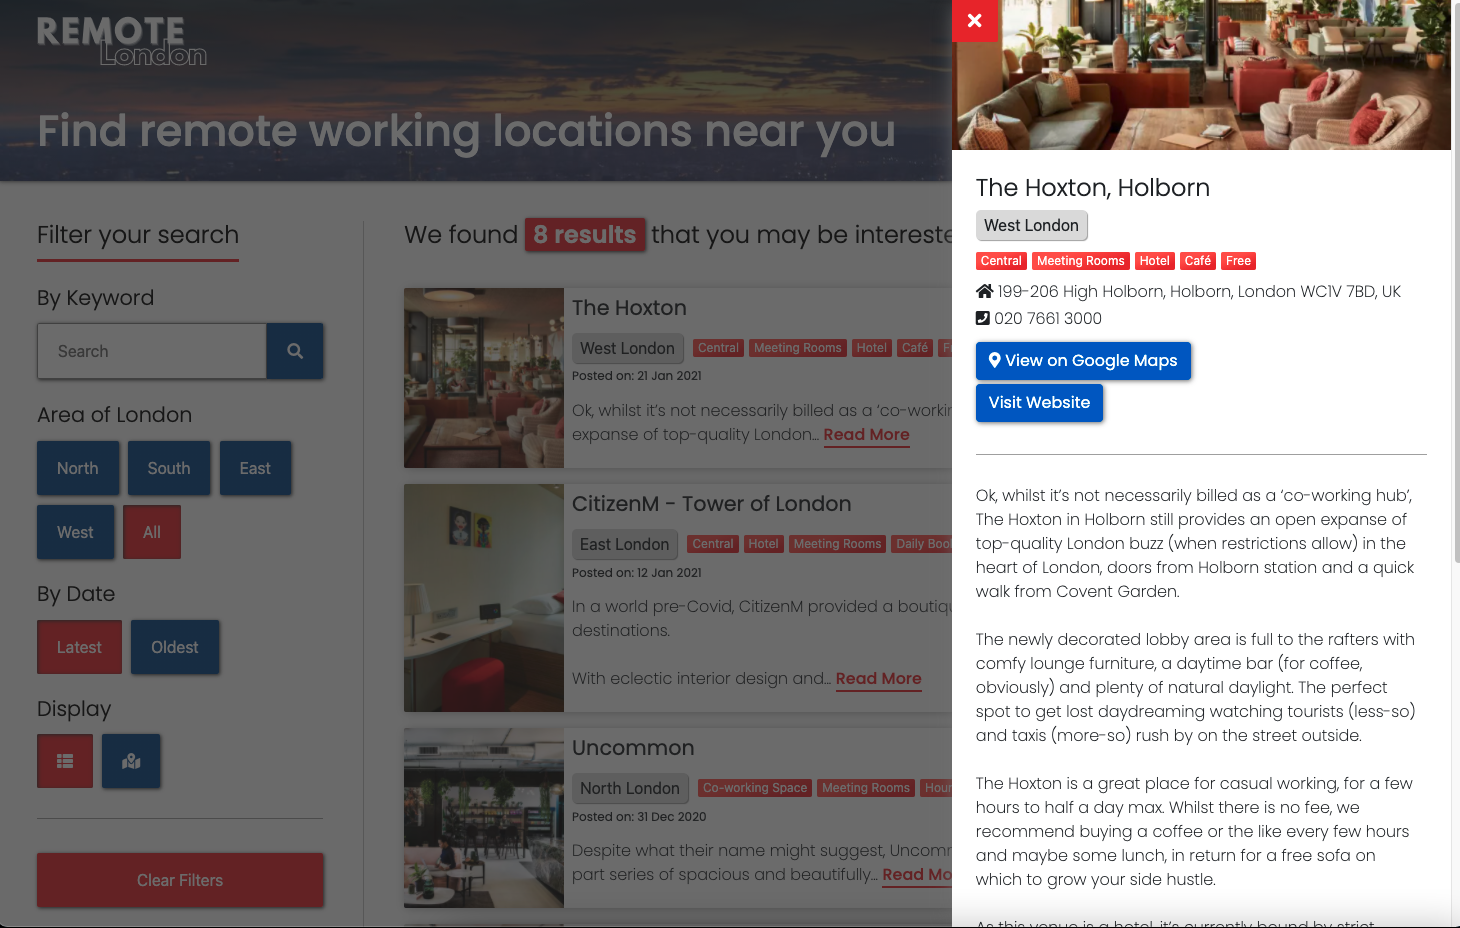 REMOTE
London
Find remote working locations near you
Filter your search
By Keyword
Search
Area of London
North South East
West All
By Date
Latest Oldest
Display
Clear Filters
We found 8 results that you may be intereste
The Hoxton
West London Central Meeting Rooms Hotel Café
Posted on: 21 Jan 2021
Ok, whilst it's not necessarily billed as a ‘co-workin
expanse of top-quality London... Read More
CitizenM - Tower of London
East London Central Hotel Meeting Rooms Daily Boo
Posted on: 12 Jan 2021
In a world pre-Covid, CitizenM provided a boutiq
destinations.
With eclectic interior design and... Read More
Uncommon
North London Co-working Space Meeting Rooms Hour
Posted on: 31 Dec 2020
Despite what their name might suggest, Uncomm
part series of spacious and beautifully... Read Mo
The Hoxton, Holborn
West London
Central Meeting Rooms Hotel Café Free
199-206 High Holborn, Holborn, London WC1V 7BD, UK
020 7661 3000
View on Google Maps
Visit Website
Ok, whilst it's not necessarily billed as a ‘co-working hub’,
The Hoxton in Holborn still provides an open expanse of
top-quality London buzz (when restrictions allow) in the
heart of London, doors from Holborn station and a quick
walk from Covent Garden.
The newly decorated lobby area is full to the rafters with
comfy lounge furniture, a daytime bar (for coffee,
obviously) and plenty of natural daylight. The perfect
spot to get lost daydreaming watching tourists (less-so)
and taxis (more-so) rush by on the street outside.
The Hoxton is a great place for casual working, for a few
hours to half a day max. Whilst there is no fee, we
recommend buying a coffee or the like every few hours
and maybe some lunch, in return for a free sofa on
which to grow your side hustle.
As this venue is a hotel, it's currently bound by strict